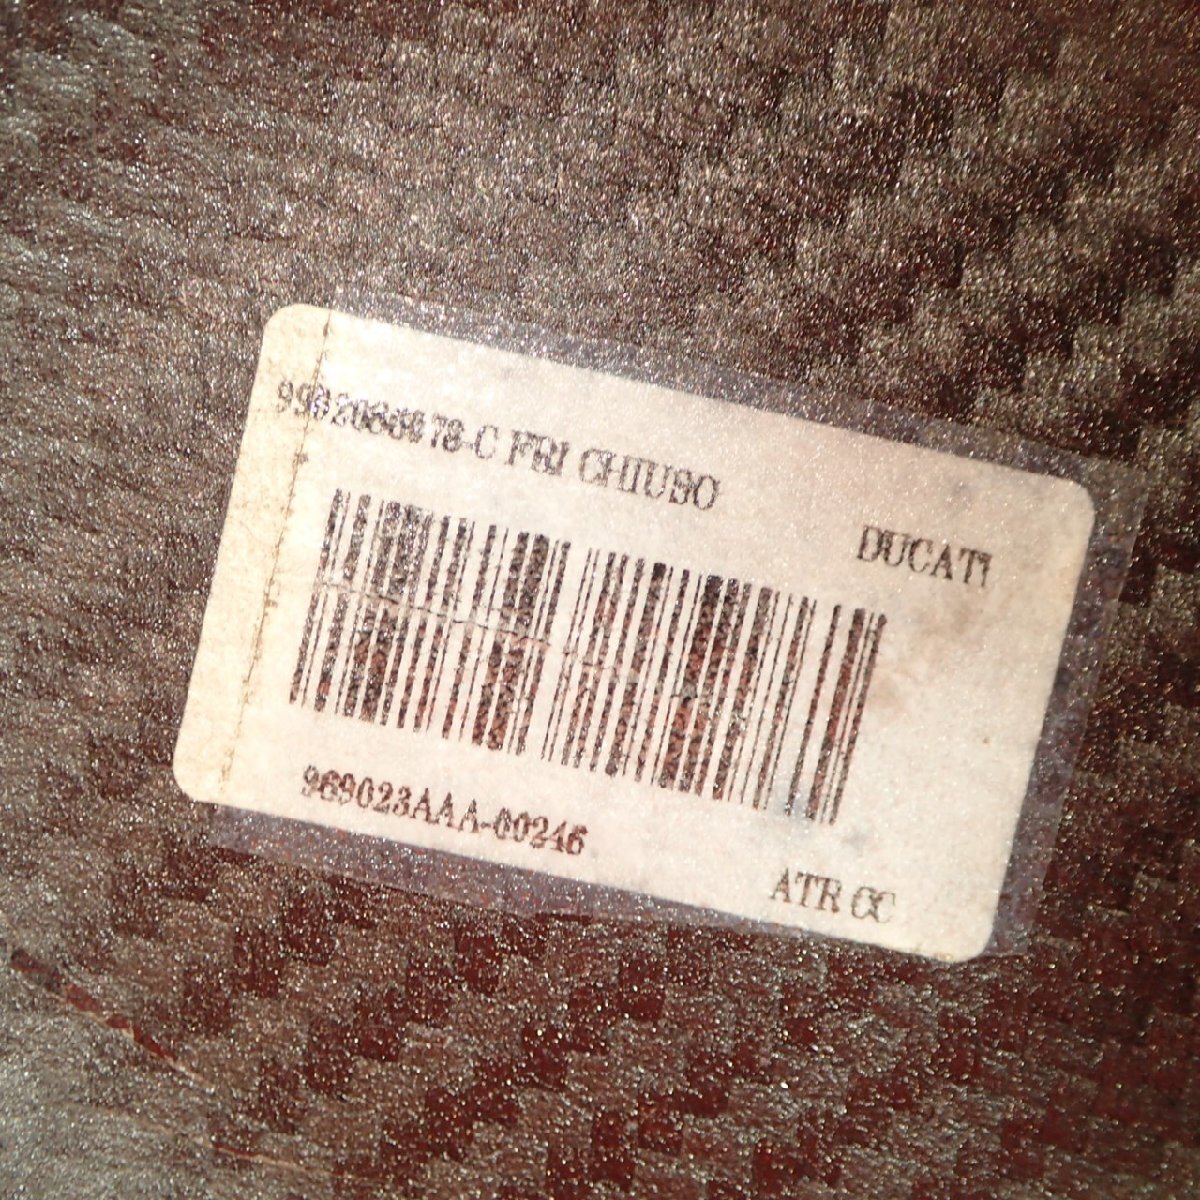 C FRI CHIUSO
DUCATI
969023AAA-00246
ATR CC